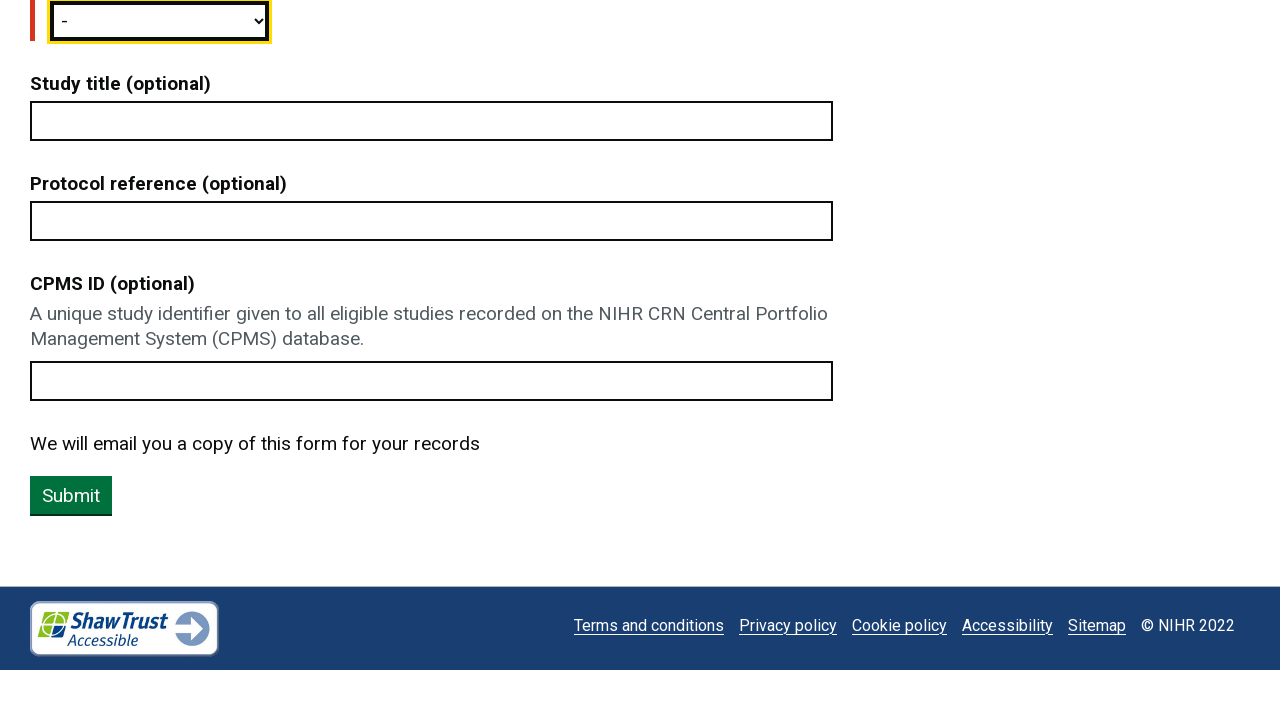 -
Study title (optional)
Protocol reference (optional)
CPMS ID (optional)
A unique study identifier given to all eligible studies recorded on the NIHR CRN Central Portfolio
Management System (CPMS) database.
We will email you a copy of this form for your records
Submit
ShawTrust
Accessible
Terms and conditions Privacy policy Cookie policy Accessibility Sitemap © NIHR 2022